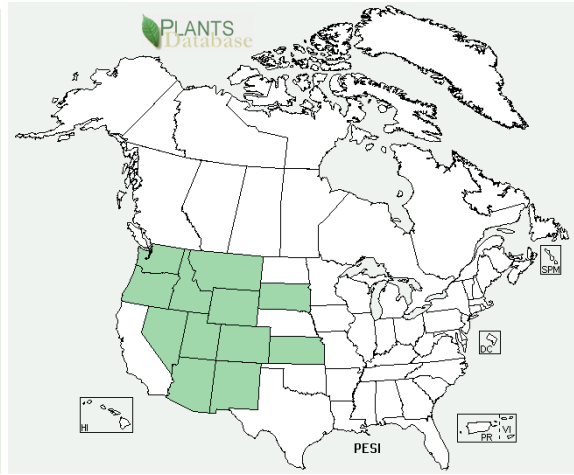 PLANTS
Database
SPM
DC
HI
PR
VI
PESI